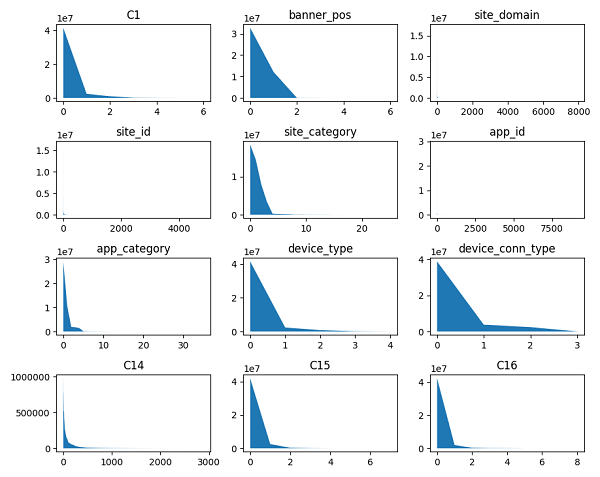 C1
1e7
4
2
0
0 2 4 6
banner_pos
1e7
3
2
1
0
0 2 4 6
site_domain
1e7
1.5
1.0
0.5
0.0
0 2000 4000 6000 8000
site_id
1e7
1.5
1.0
0.5
0.0
0 2000 4000
site_category
1e7
1
0
0 10 20
app_id
1e7
3
2
1
0
0 2500 5000 7500
app_category
1e7
3
2
1
0
0 10 20 30
device_type
1e7
4
2
0
0 1 2 3 4
device_conn_type
1e7
4
2
0
0 1 2 3
C14
1000000
500000
0
0 1000 2000 3000
C15
1e7
4
2
0
0 2 4 6
C16
1e7
4
2
0
0 2 4 6 8